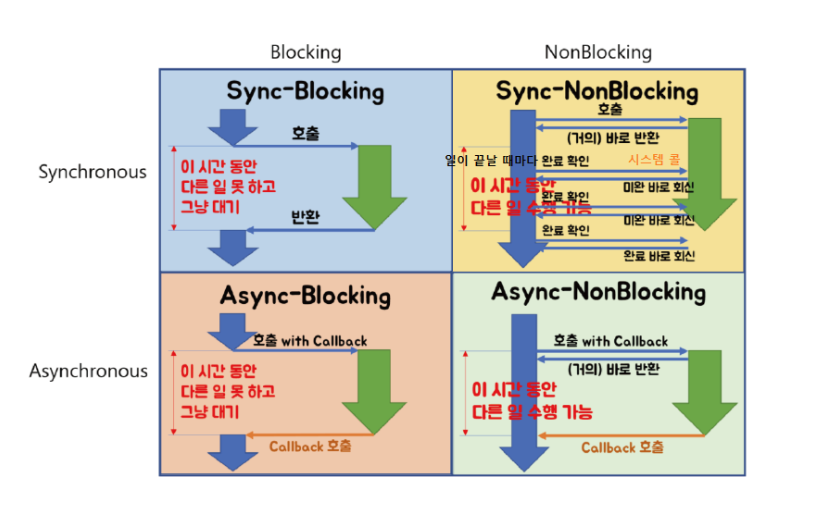 Blocking
NonBlocking
Synchronous
Sync-Blocking
호출
이 시간 동안
다른 일 못 하고
그냥 대기
반환
Sync-NonBlocking
호출
(거의) 바로 반환
일이 끝날 때마다 완료 확인
시스템 콜
이 시간 동안
다른 일 수행 가능
미완 바로 회신
완료 확인
미완 바로 회신
완료 확인
완료 바로 회신
Asynchronous
Async-Blocking
호출 with Callback
이 시간 동안
다른 일 못 하고
그냥 대기
Callback 호출
Async-NonBlocking
호출 with Callback
(거의) 바로 반환
이 시간 동안
다른 일 수행 가능
Callback 호출